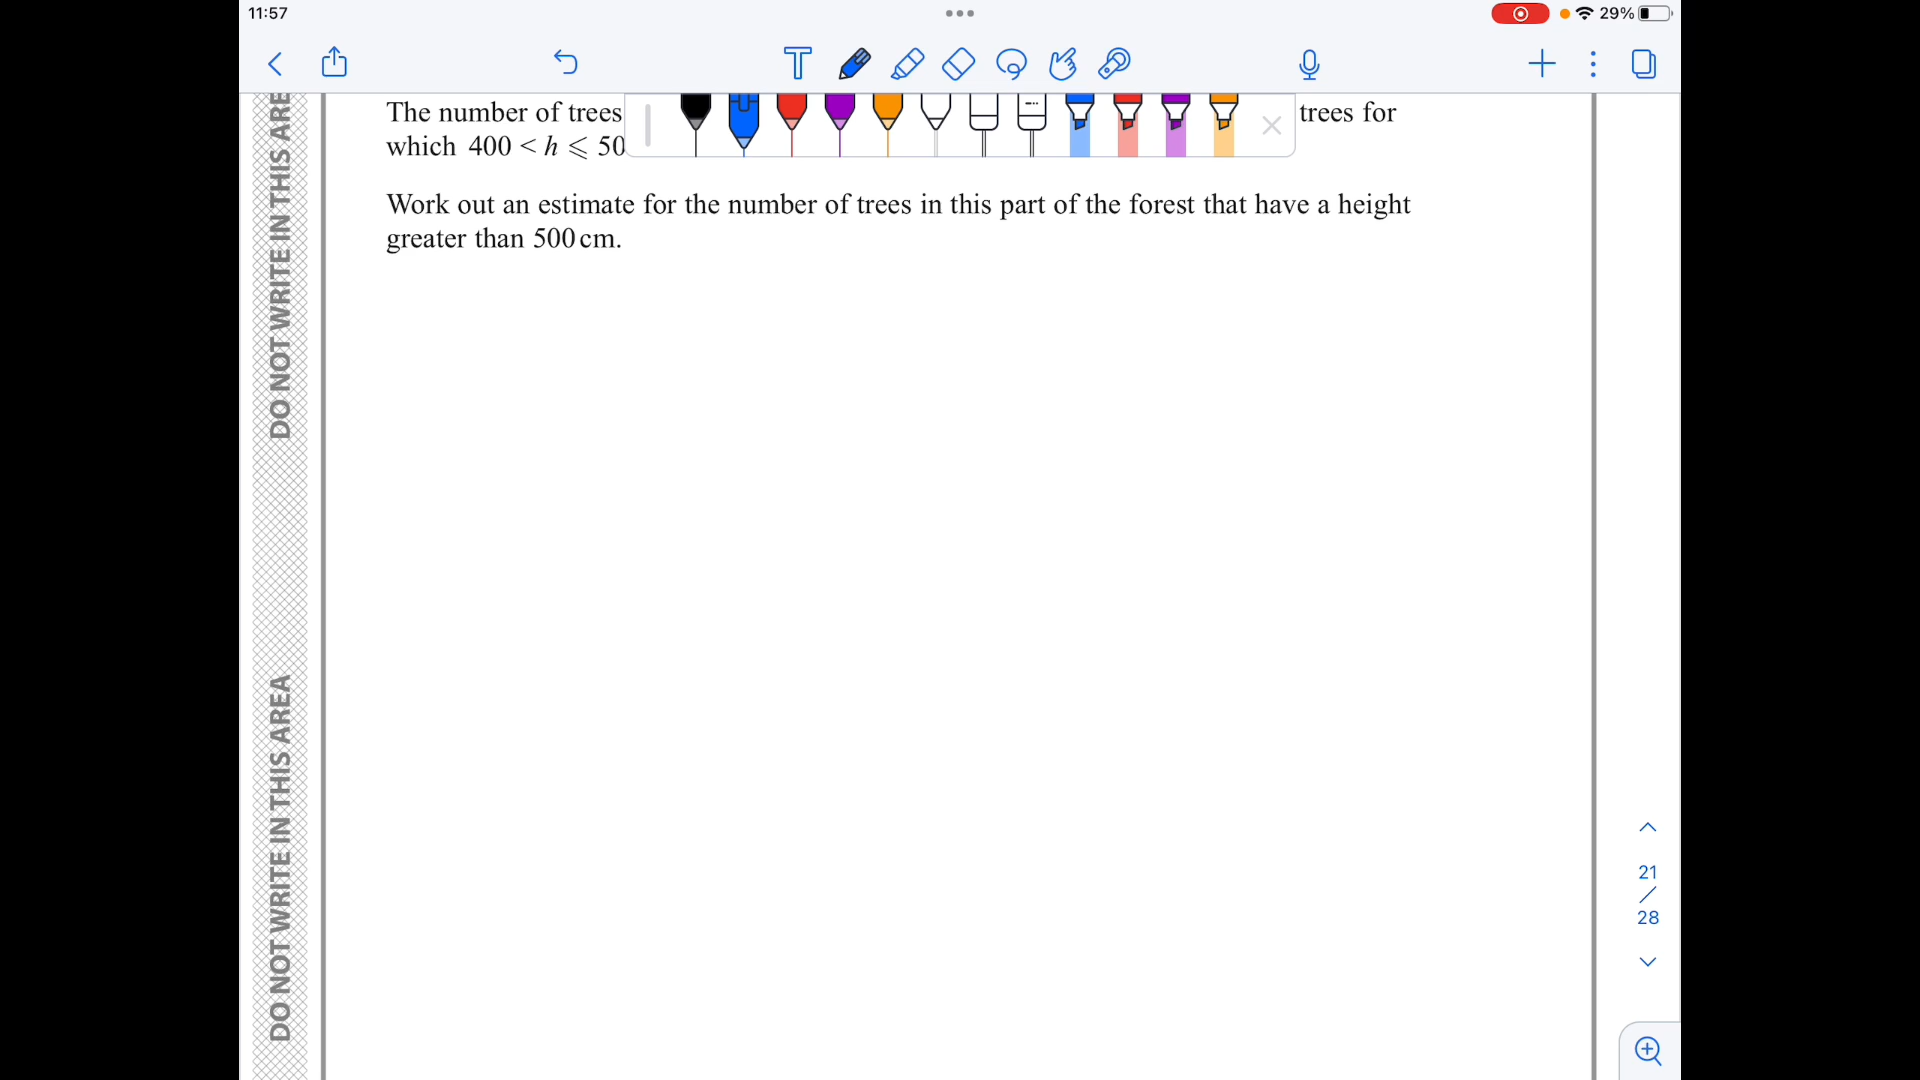 11:57
29%
The number of trees
trees for
which 400 < h ⩽ 50
Work out an estimate for the number of trees in this part of the forest that have a height
greater than 500 cm.
DO NOT WRITE IN THIS ARE
DO NOT WRITE IN THIS AREA
21
/
28